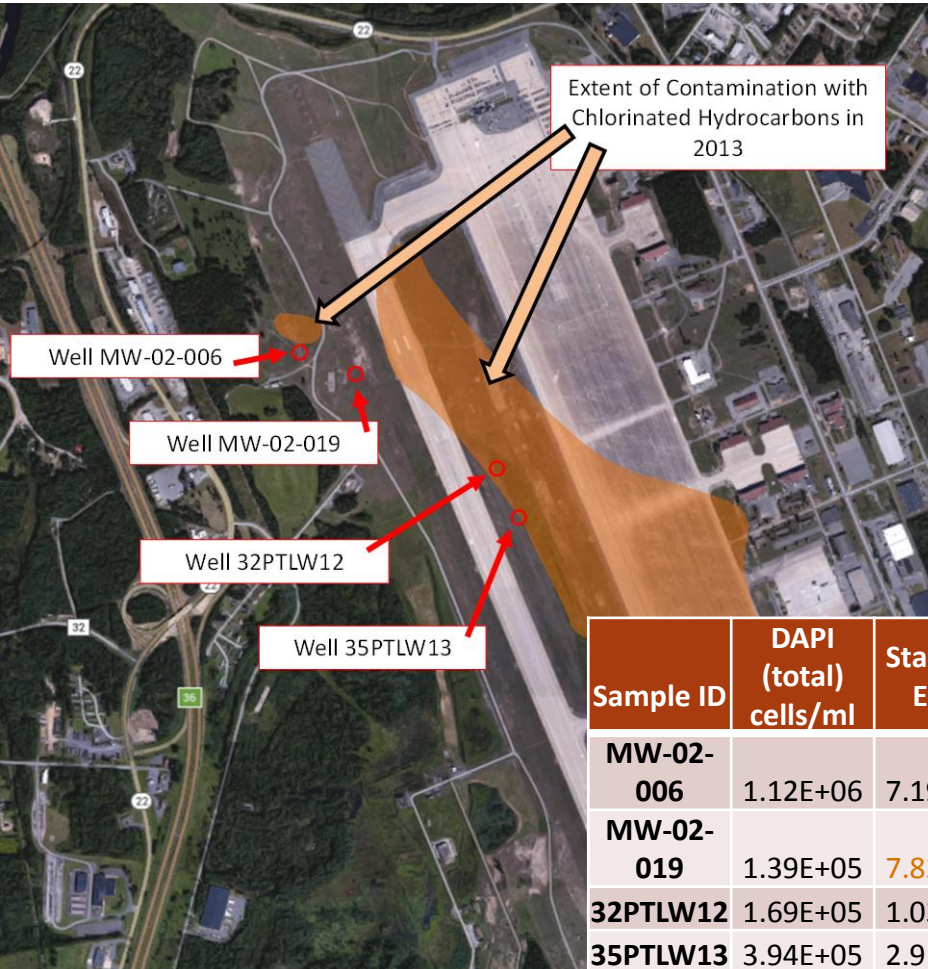 22
22
Extent of Contamination with
Chlorinated Hydrocarbons in
2013
Well MW-02-006
Well MW-02-019
Well 32PTLW12
22
32
Well 35PTLW13
36
22
Sample ID
DAPI
(total)
cells/ml
MW-02-
006
1.12E+06
MW-02-
019
1.39E+05
32PTLW12 1.69E+05
35PTLW13 3.94E+05